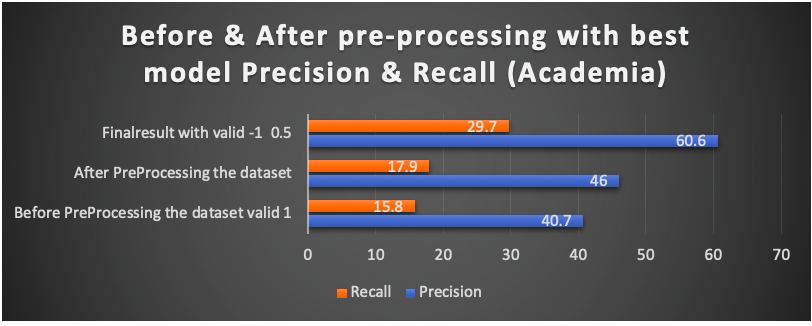 Before & After pre-processing with best
model Precision & Recall (Academia)
Finalresult with valid -1  0.5
29.7
60.6
After PreProcessing the dataset
17.9
46
Before PreProcessing the dataset valid 1
15.8
40.7
0 10 20 30 40 50 60 70
Recall Precision